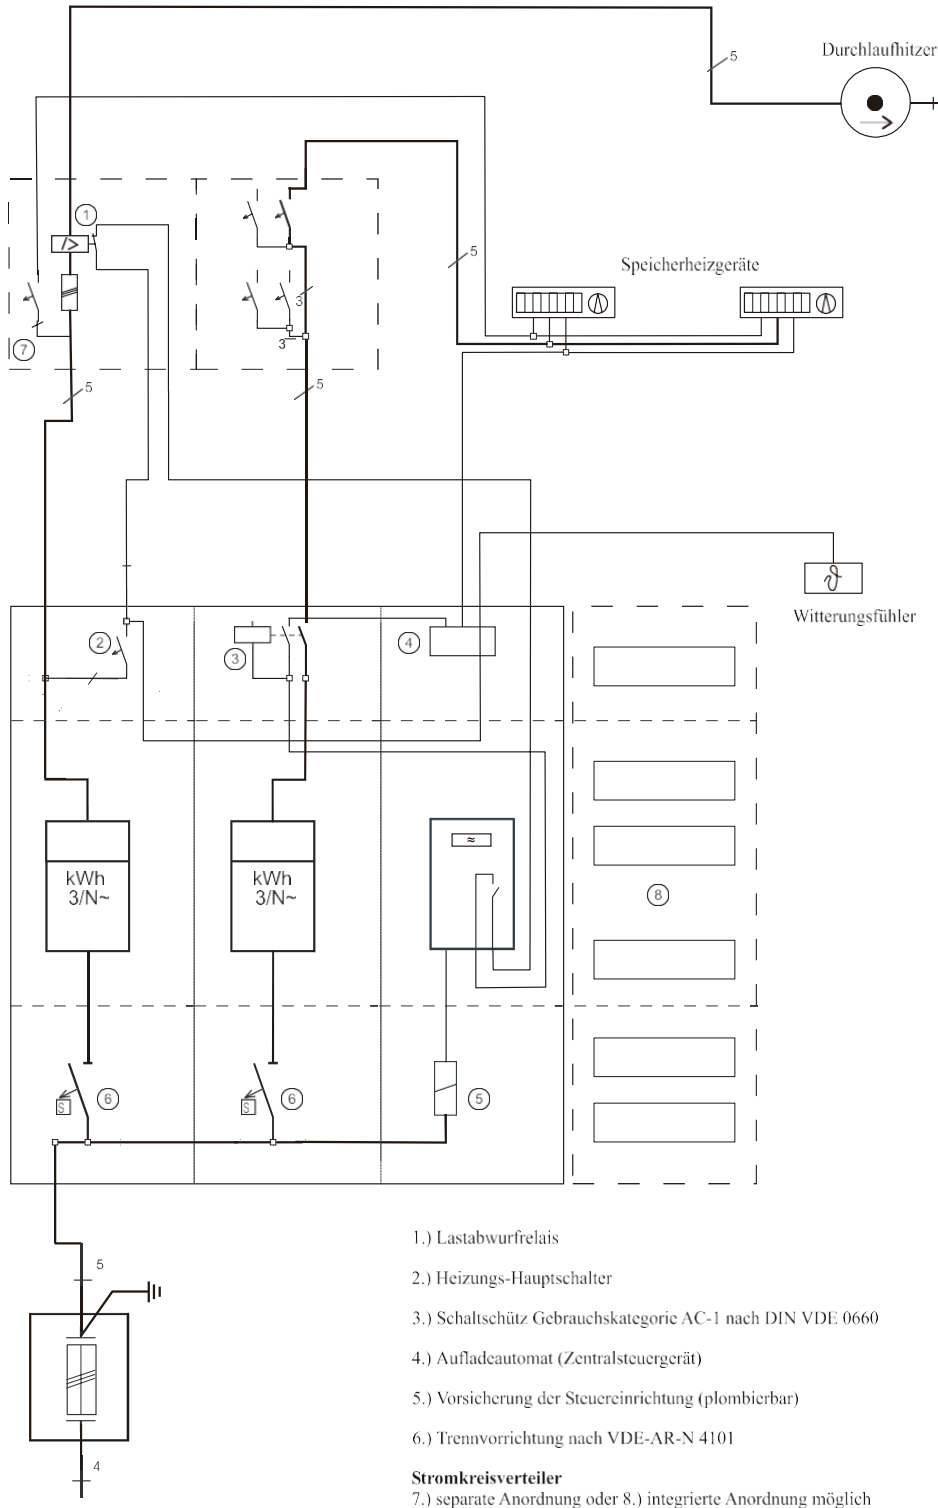 5
Durchlaufhitzer
1
I>
5
Speicherheizgeräte
3
3
7
5
5
ϑ
Witterungsfühler
2
3
4
≈
kWh
3/N~
kWh
3/N~
8
S
6
S
6
5
5
4
1.) Lastabwurfrelais
2.) Heizungs-Hauptschalter
3.) Schaltschütz Gebrauchskategorie AC-1 nach DIN VDE 0660
4.) Aufladeautomat (Zentralsteuergerät)
5.) Vorsicherung der Steuereinrichtung (plombierbar)
6.) Trennvorrichtung nach VDE-AR-N 4101
Stromkreisverteiler
7.) separate Anordnung oder 8.) integrierte Anordnung möglich